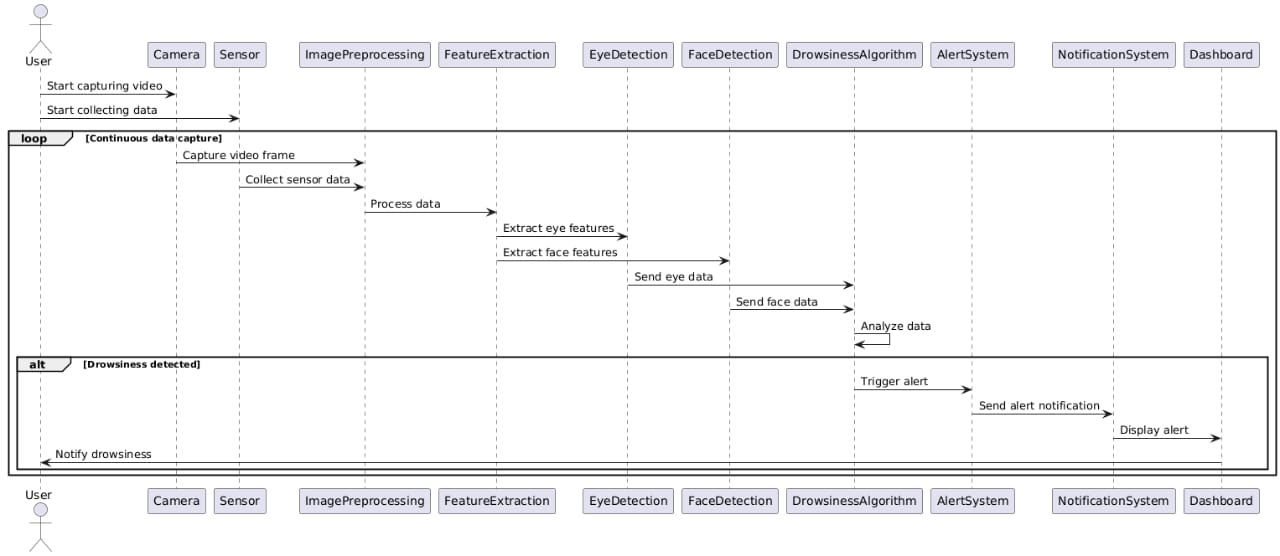 User
Camera
Sensor
ImagePreprocessing
FeatureExtraction
EyeDetection
FaceDetection
DrowsinessAlgorithm
AlertSystem
NotificationSystem
Dashboard
Start capturing video
Start collecting data
loop
[Continuous data capture]
Capture video frame
Collect sensor data
Process data
Extract eye features
Extract face features
Send eye data
Send face data
Analyze data
alt
[Drowsiness detected]
Trigger alert
Send alert notification
Display alert
Notify drowsiness
User
Camera
Sensor
ImagePreprocessing
FeatureExtraction
EyeDetection
FaceDetection
DrowsinessAlgorithm
AlertSystem
NotificationSystem
Dashboard